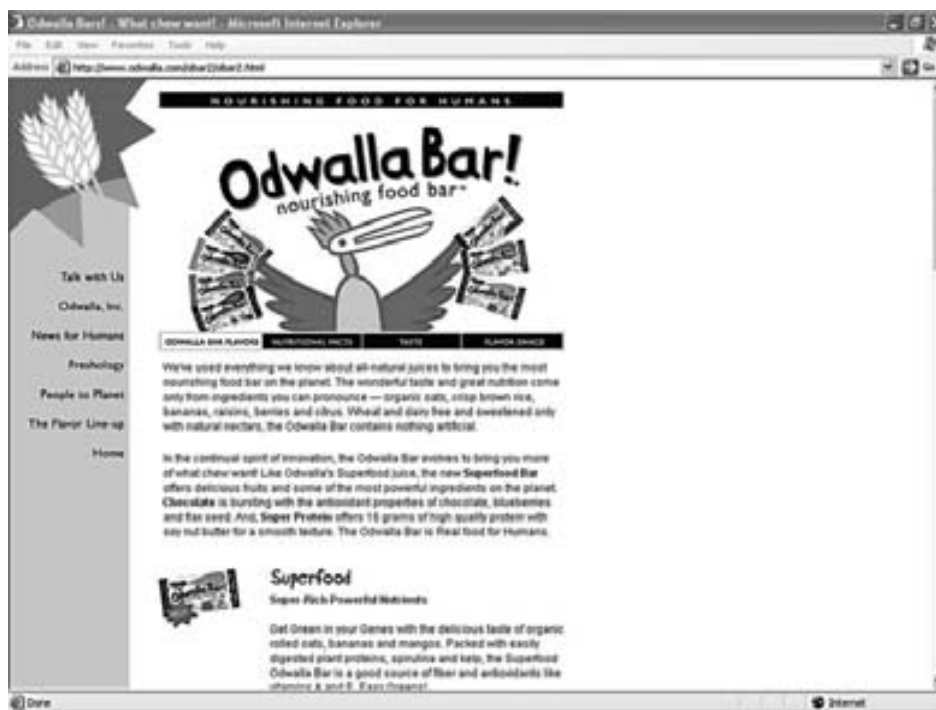 Odwalla Bars! - What chew want! - Microsoft Internet Explorer
File Edit View Favorites Tools Help
Address http://www.odwalla.com/obar2/obar2.html Go
NOURISHING FOOD FOR HUMANS
Odwalla Bar!
nourishing food bar™
ODWALLA BAR FLAVORS NUTRITIONAL FACTS TASTE FLAVOR DANCE
Talk with Us
Odwalla, Inc.
News for Humans
Freshology
People to Planet
The Flavor Line-up
Home
We've used everything we know about all-natural juices to bring you the most
nourishing food bar on the planet. The wonderful taste and great nutrition come
only from ingredients you can pronounce — organic oats, crisp brown rice,
bananas, raisins, berries and citrus. Wheat and dairy free and sweetened only
with natural nectars, the Odwalla Bar contains nothing artificial.
In the continual spirit of innovation, the Odwalla Bar evolves to bring you more
of what chew want! Like Odwalla's Superfood juice, the new Superfood Bar
offers delicious fruits and some of the most powerful ingredients on the planet.
Chocolate is bursting with the antioxidant properties of chocolate, blueberries
and flax seed. And, Super Protein offers 16 grams of high quality protein with
soy nut butter for a smooth texture. The Odwalla Bar is Real food for Humans.
Odwalla Bar!
Superfood
Super-Rich Powerful Nutrients
Get Green in your Genes with the delicious taste of organic
rolled oats, bananas and mangos. Packed with easily
digested plant proteins, spirulina and kelp, the Superfood
Odwalla Bar is a good source of fiber and antioxidants like
vitamins A and E. Easy Greens!
Done Internet